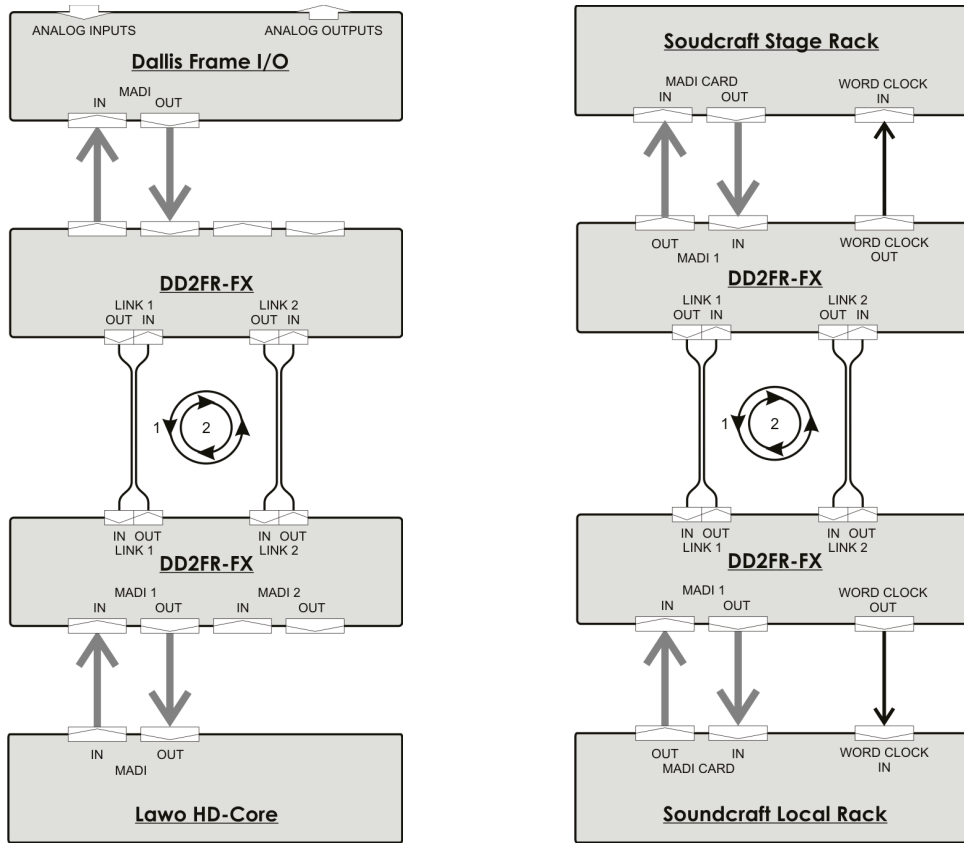 ANALOG INPUTS
ANALOG OUTPUTS
Dallis Frame I/O
MADI
IN OUT
DD2FR-FX
LINK 1 LINK 2
OUT IN OUT IN
1 2
IN OUT IN OUT
LINK 1 LINK 2
DD2FR-FX
MADI 1 MADI 2
IN OUT IN OUT
IN OUT
MADI
Lawo HD-Core
Soudcraft Stage Rack
MADI CARD WORD CLOCK
IN OUT IN
OUT IN WORD CLOCK
MADI 1 OUT
DD2FR-FX
LINK 1 LINK 2
OUT IN OUT IN
1 2
IN OUT IN OUT
LINK 1 LINK 2
DD2FR-FX
MADI 1 WORD CLOCK
IN OUT OUT
OUT IN WORD CLOCK
MADI CARD IN
Soundcraft Local Rack